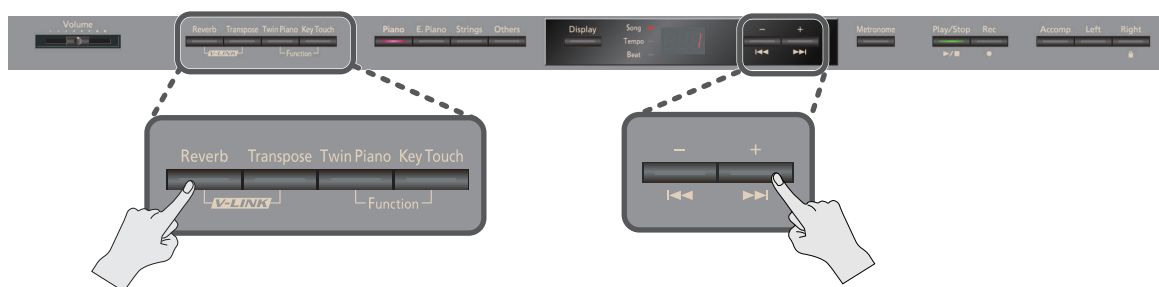 Volume
Reverb Transpose Twin Piano Key Touch
V-LINK Function
Piano E. Piano Strings Others
Display
Song
Tempo
Beat
1
− +
Metronome
Play/Stop Rec
Accomp Left Right
Reverb Transpose Twin Piano Key Touch
V-LINK Function
− +